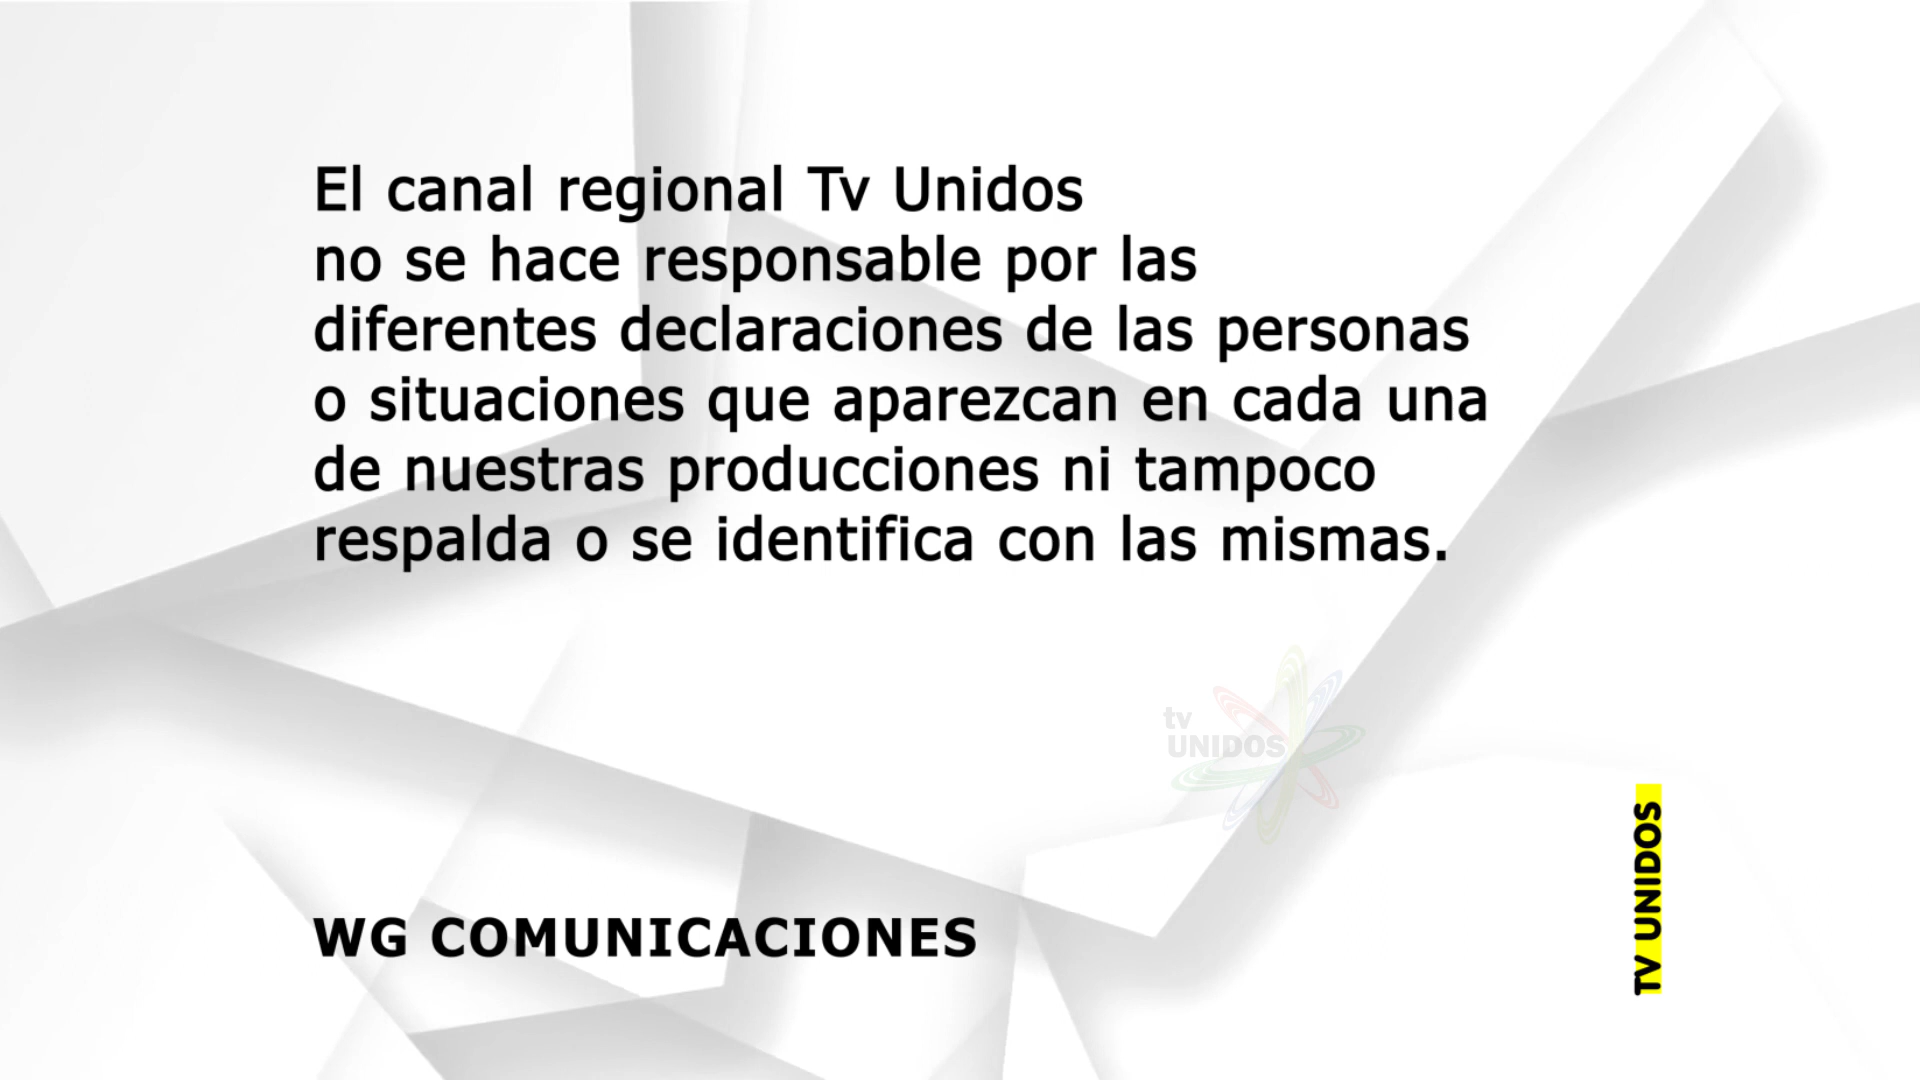 El canal regional Tv Unidos
no se hace responsable por las
diferentes declaraciones de las personas
o situaciones que aparezcan en cada una
de nuestras producciones ni tampoco
respalda o se identifica con las mismas.
tv
UNIDOS
WG COMUNICACIONES
TV UNIDOS